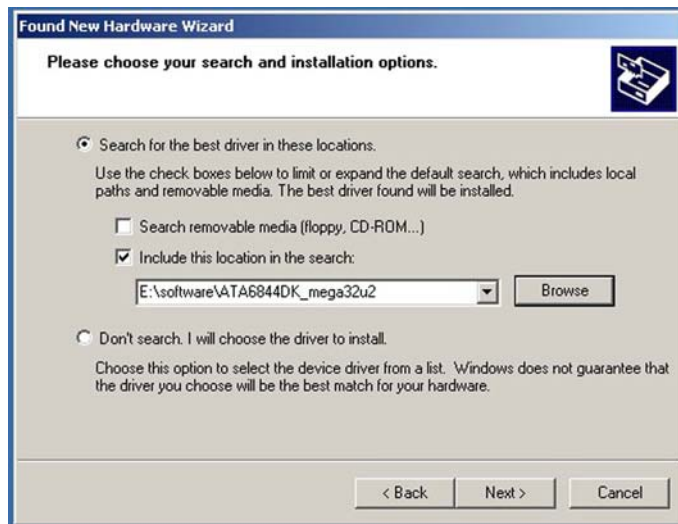 Found New Hardware Wizard
Please choose your search and installation options.
Search for the best driver in these locations.
Use the check boxes below to limit or expand the default search, which includes local
paths and removable media. The best driver found will be installed.
Search removable media (floppy, CD-ROM...)
Include this location in the search:
E:\software\ATA6844DK_mega32u2
Browse
Don't search. I will choose the driver to install.
Choose this option to select the device driver from a list. Windows does not guarantee that
the driver you choose will be the best match for your hardware.
< Back
Next >
Cancel